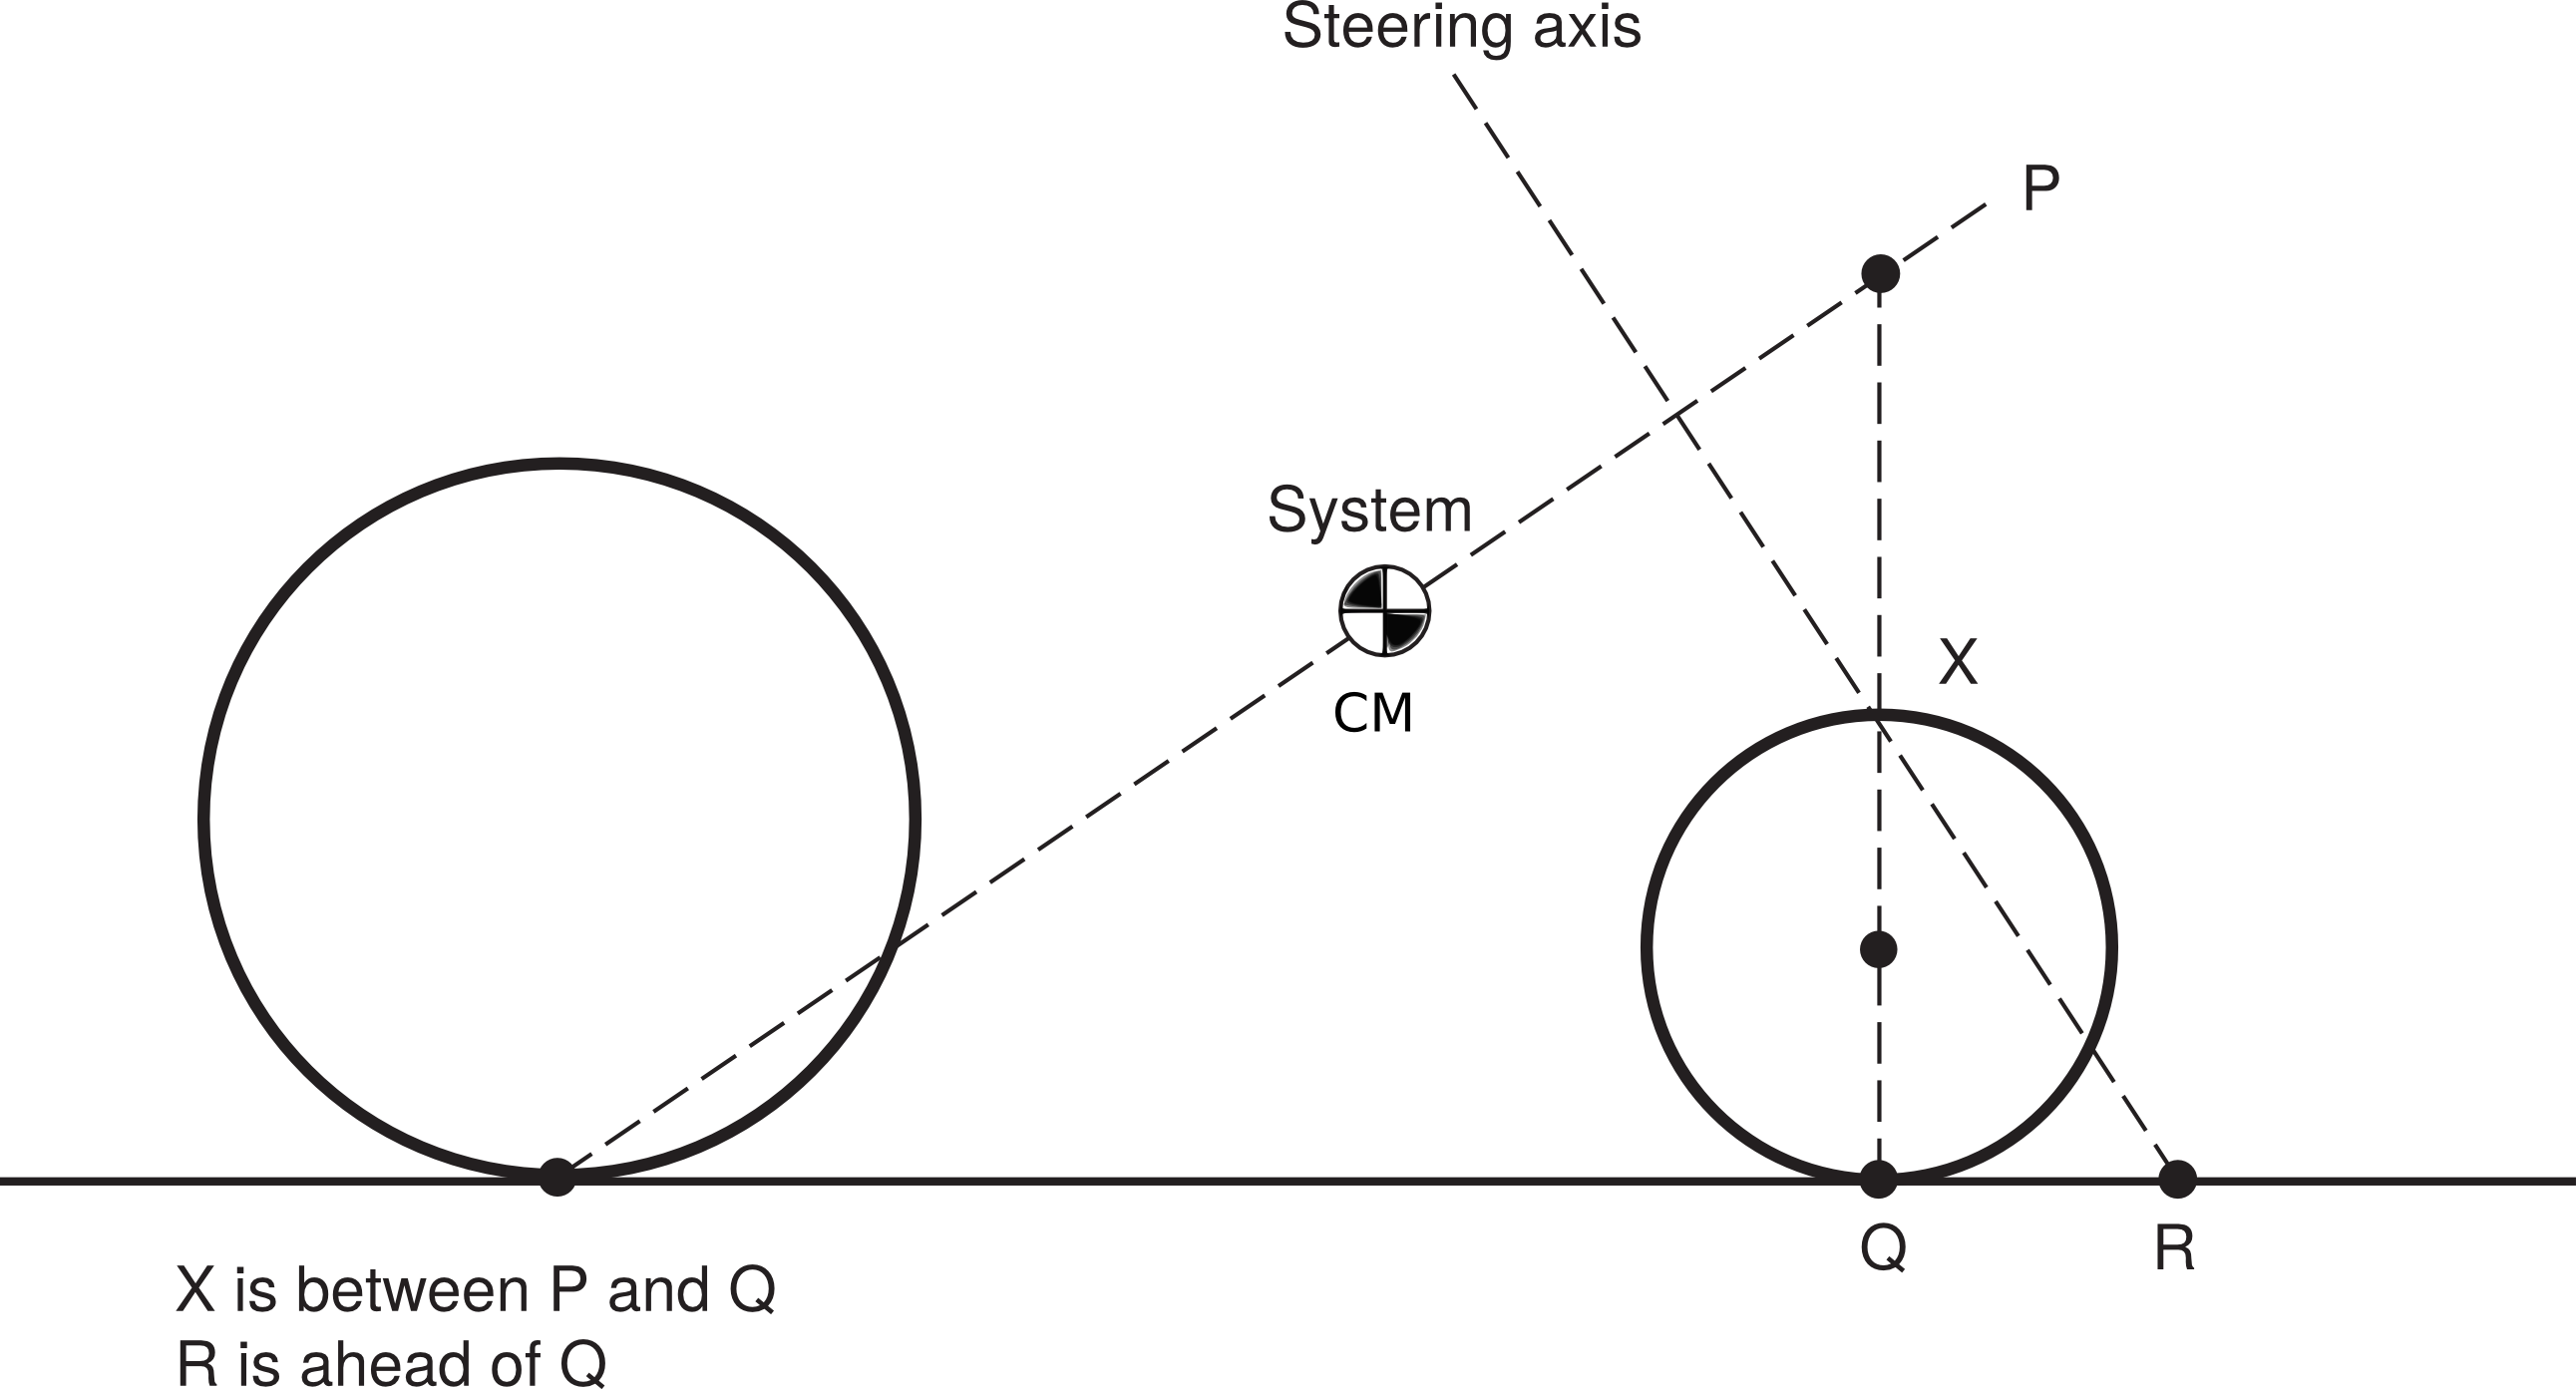 Steering axis
P
System
CM
X
Q
R
X is between P and Q
R is ahead of Q